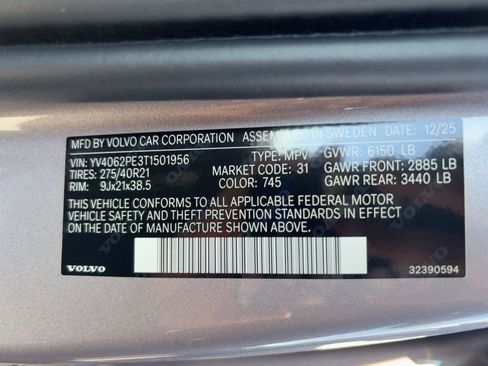 MFD BY VOLVO CAR CORPORATION ASSEMBLED IN SWEDEN DATE: 12/25
VIN: YV4062PE3T1501956 TYPE: MPV GVWR: 6150 LB
TIRES: 275/40R21 MARKET CODE: 31 GAWR FRONT: 2885 LB
RIM: 9Jx21x38.5 COLOR: 745 GAWR REAR: 3440 LB
THIS VEHICLE CONFORMS TO ALL APPLICABLE FEDERAL MOTOR
VEHICLE SAFETY AND THEFT PREVENTION STANDARDS IN EFFECT
ON THE DATE OF MANUFACTURE SHOWN ABOVE.
VOLVO 32390594